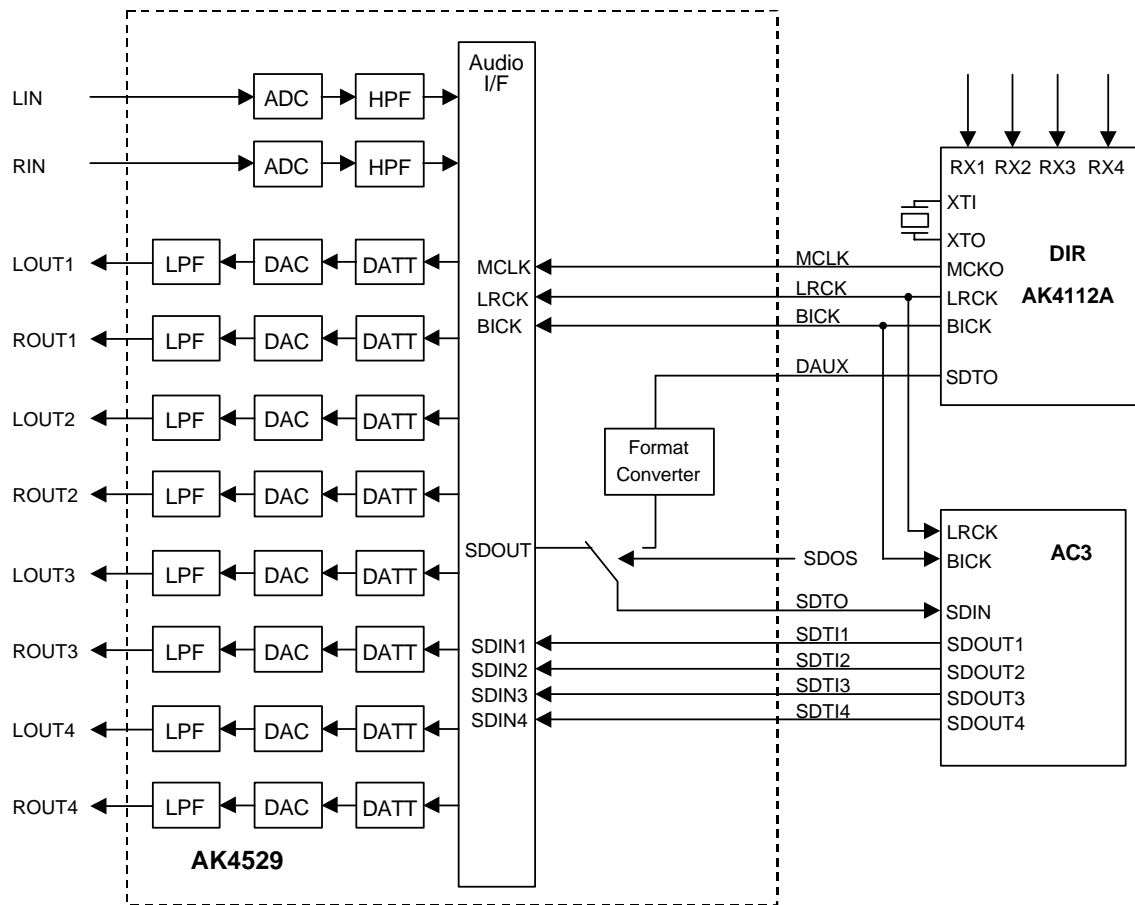 Audio
I/F
LIN
ADC
HPF
RIN
ADC
HPF
RX1 RX2 RX3 RX4
XTI
XTO
DIR
AK4112A
MCKO
LRCK
BICK
SDTO
LOUT1
LPF
DAC
DATT
MCLK
LRCK
BICK
MCLK
LRCK
BICK
DAUX
ROUT1
LPF
DAC
DATT
LOUT2
LPF
DAC
DATT
Format
Converter
ROUT2
LPF
DAC
DATT
SDOUT
SDOS
SDTO
LRCK
BICK
AC3
SDIN
SDOUT1
SDOUT2
SDOUT3
SDOUT4
LOUT3
LPF
DAC
DATT
ROUT3
LPF
DAC
DATT
SDIN1
SDIN2
SDIN3
SDIN4
SDTI1
SDTI2
SDTI3
SDTI4
LOUT4
LPF
DAC
DATT
ROUT4
LPF
DAC
DATT
AK4529